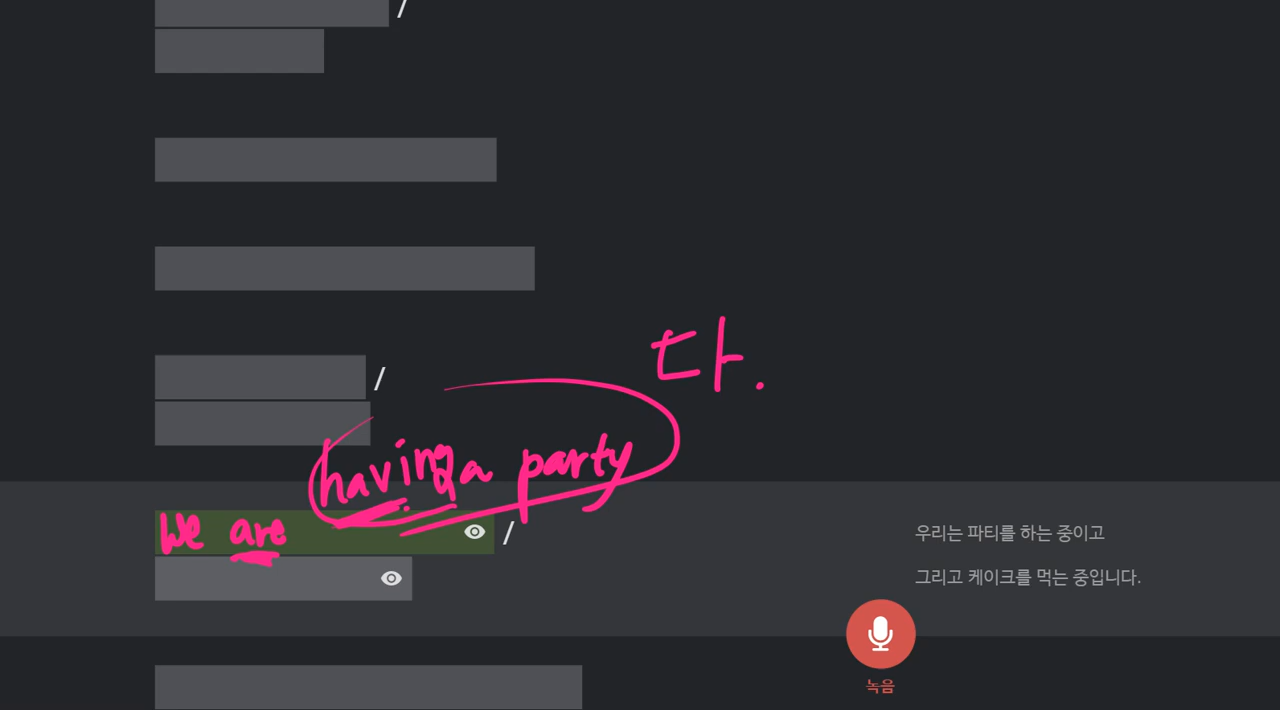 /
/
다.
having a party
We are /
우리는 파티를 하는 중이고
그리고 케이크를 먹는 중입니다.
녹음